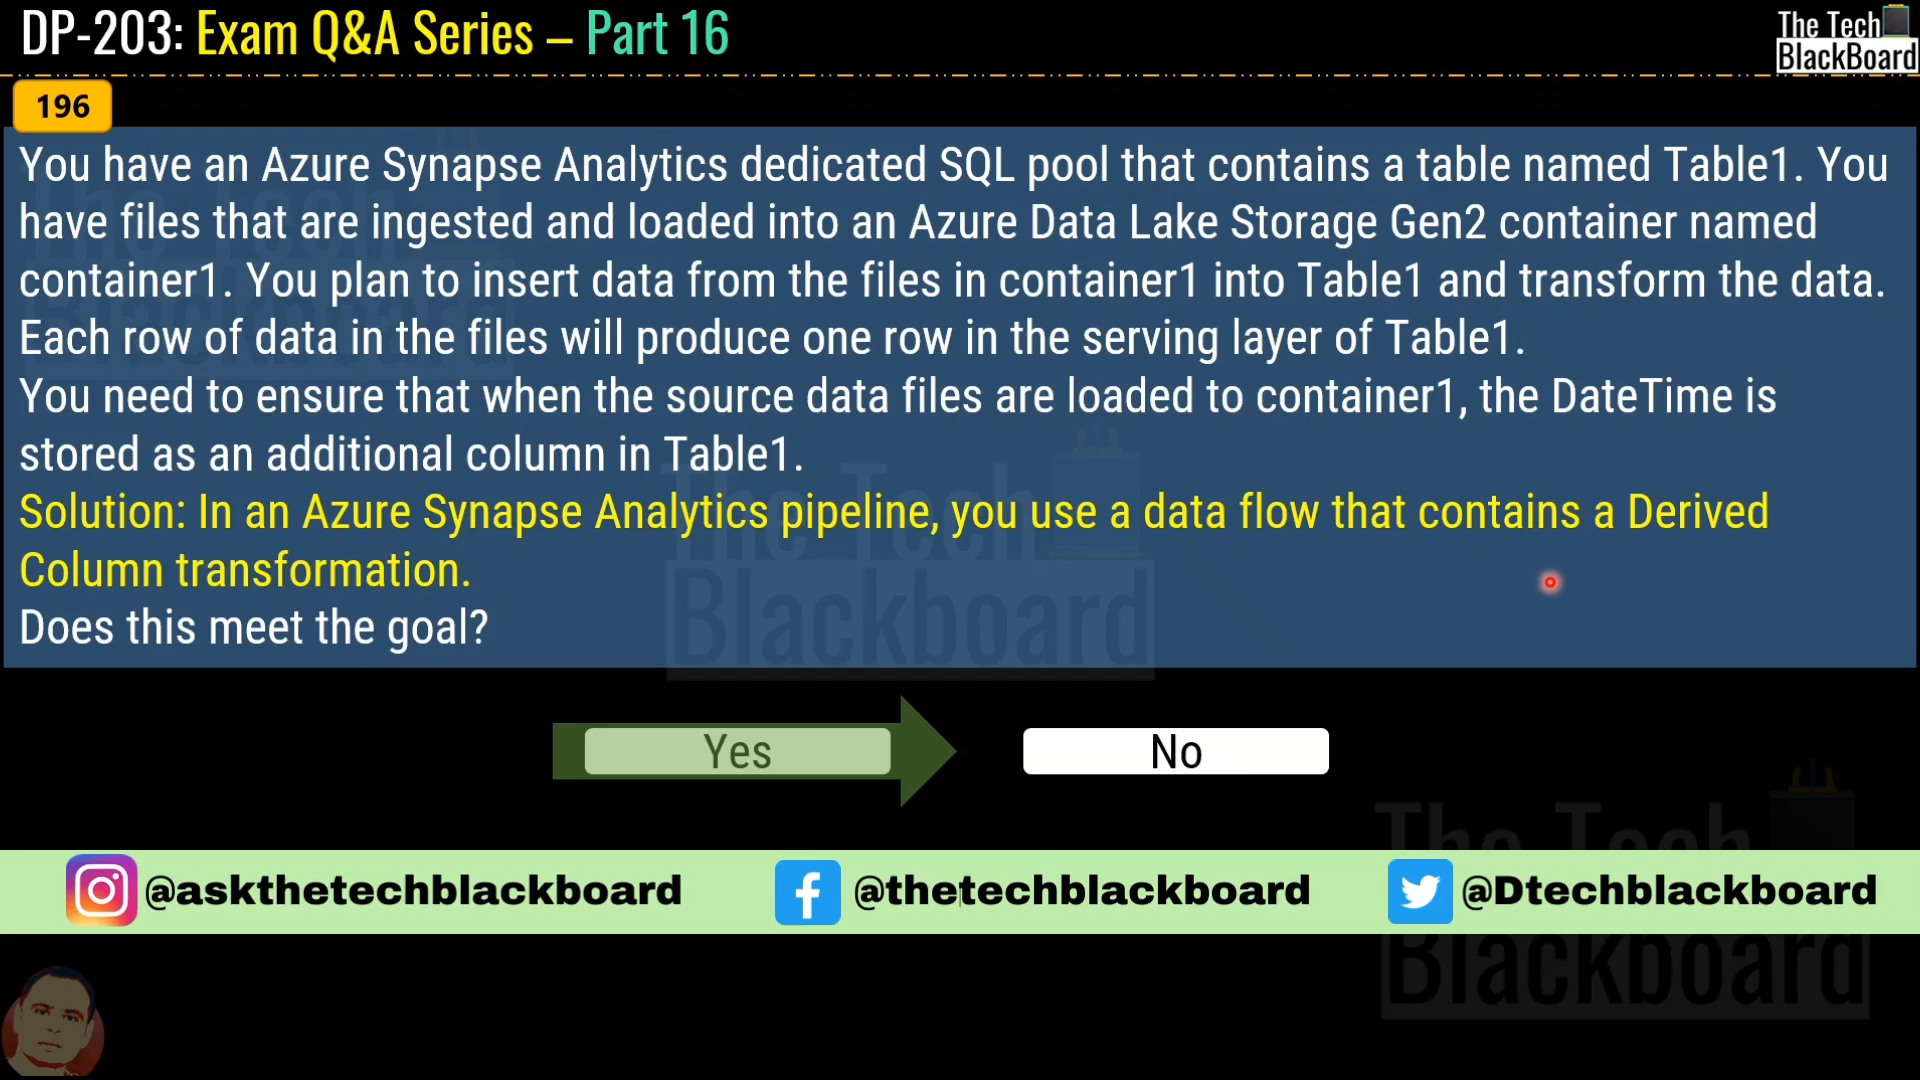 DP-203: Exam Q&A Series – Part 16
The Tech
BlackBoard
196
You have an Azure Synapse Analytics dedicated SQL pool that contains a table named Table1. You
have files that are ingested and loaded into an Azure Data Lake Storage Gen2 container named
container1. You plan to insert data from the files in container1 into Table1 and transform the data.
Each row of data in the files will produce one row in the serving layer of Table1.
You need to ensure that when the source data files are loaded to container1, the DateTime is
stored as an additional column in Table1.
Solution: In an Azure Synapse Analytics pipeline, you use a data flow that contains a Derived
Column transformation.
Does this meet the goal?
The Tech
Blackboard
Yes
No
The Tech
Blackboard
@askthetechblackboard
@thetechblackboard
@Dtechblackboard